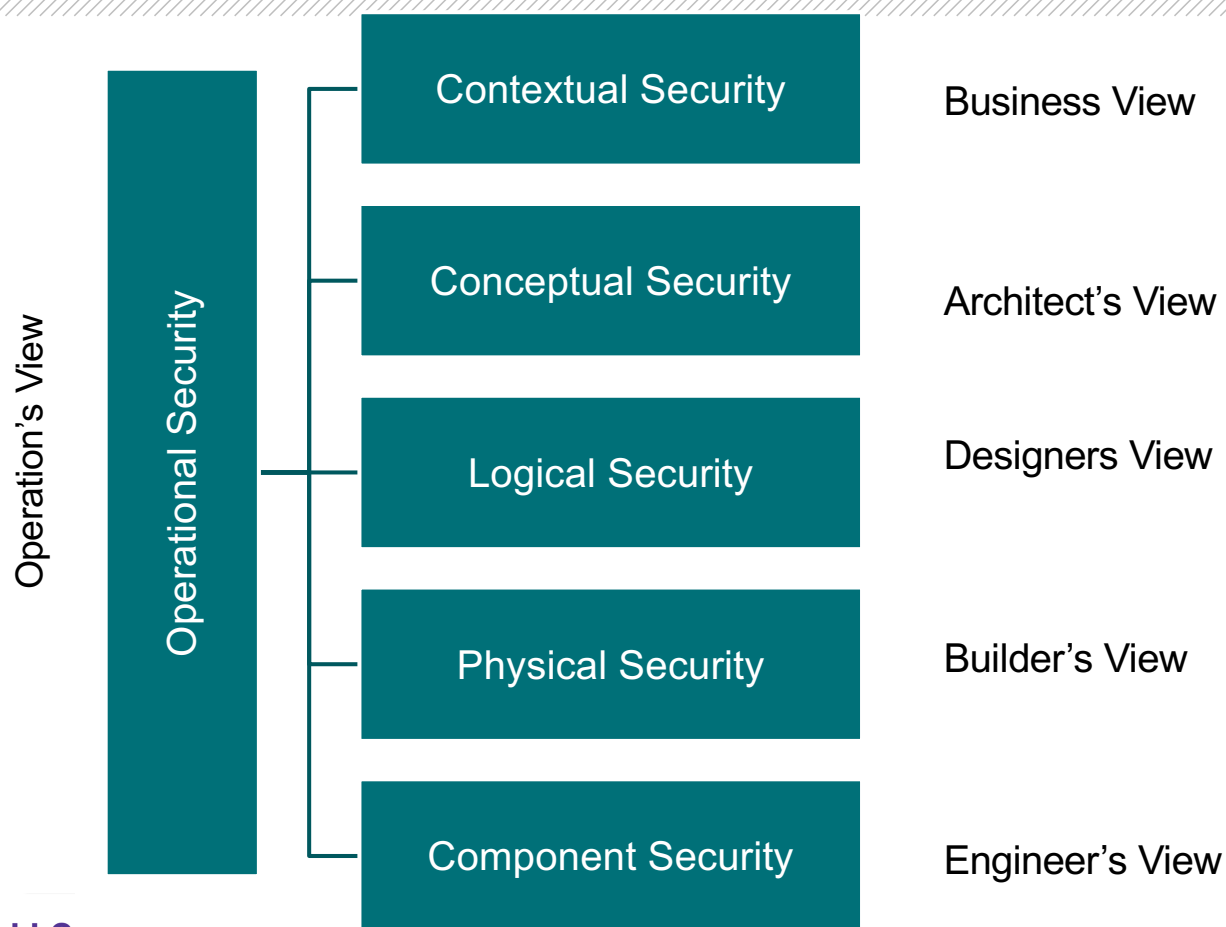 Operation’s View
Operational Security
Contextual Security
Business View
Conceptual Security
Architect’s View
Logical Security
Designers View
Physical Security
Builder’s View
Component Security
Engineer’s View